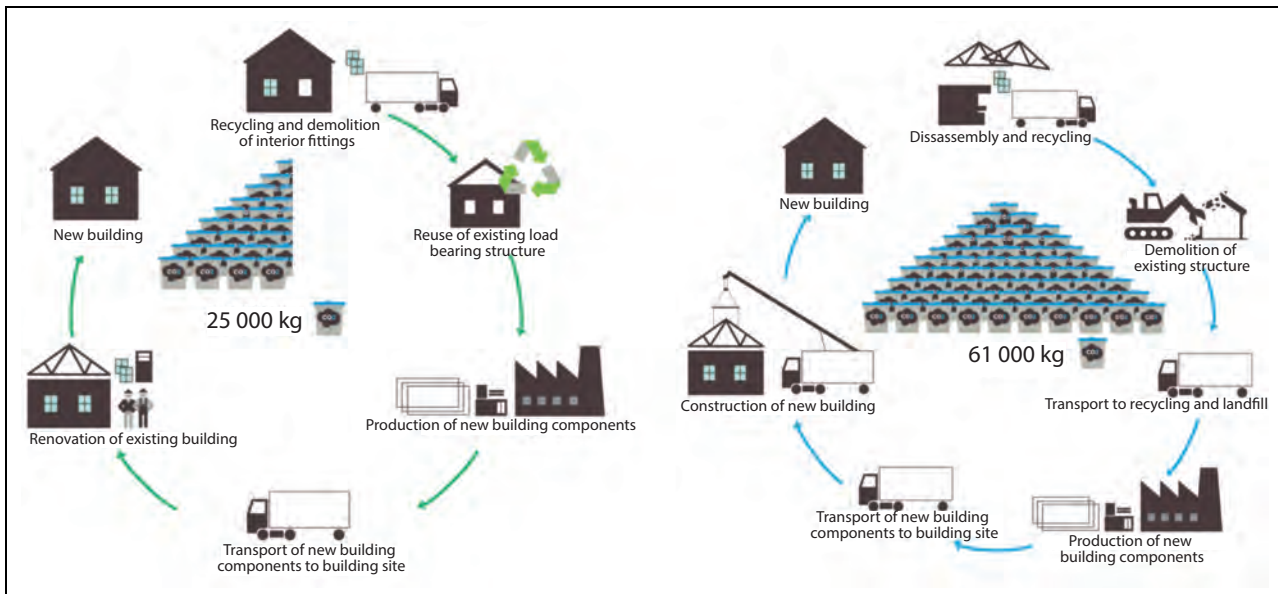 Recycling and demolition
of interior fittings
New building
Reuse of existing load
bearing structure
25 000 kg
CO2
Production of new building components
Renovation of existing building
Transport of new building
components to building site
Disassembly and recycling
New building
Demolition of
existing structure
61 000 kg
CO2
Construction of new building
Transport to recycling and landfill
Transport of new building
components to building site
Production of new
building components